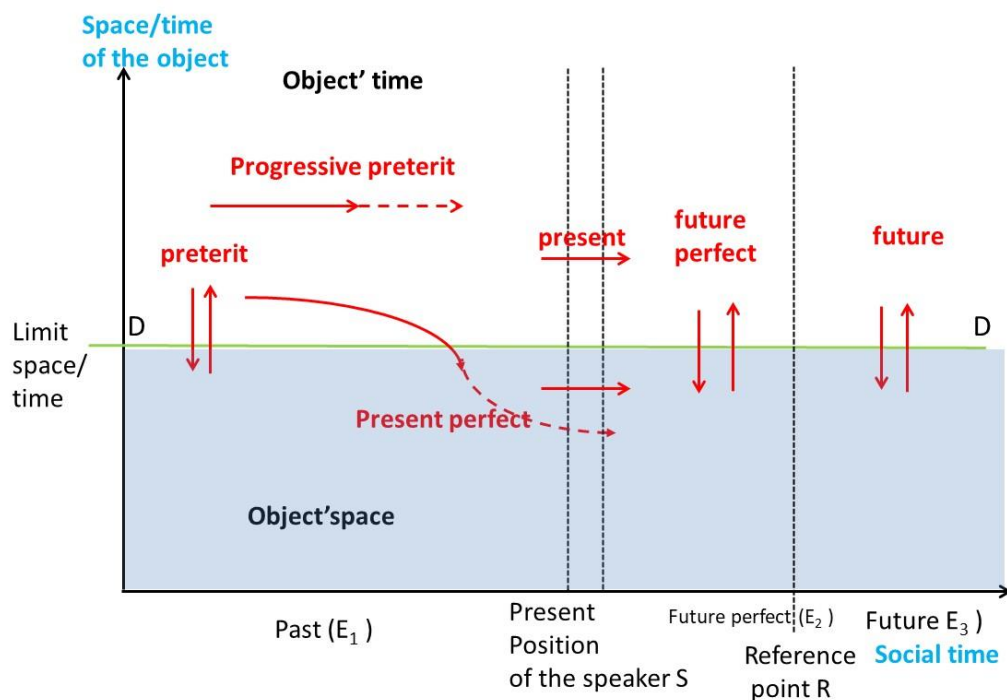 Space/time
of the object
Object' time
Progressive preterit
preterit
present
future
perfect
future
D
D
Limit
space/
time
Present perfect
Object'space
Past (E₁ )
Present
Position
of the speaker S
Future perfect (E₂ )
Reference
point R
Future E₃ )
Social time